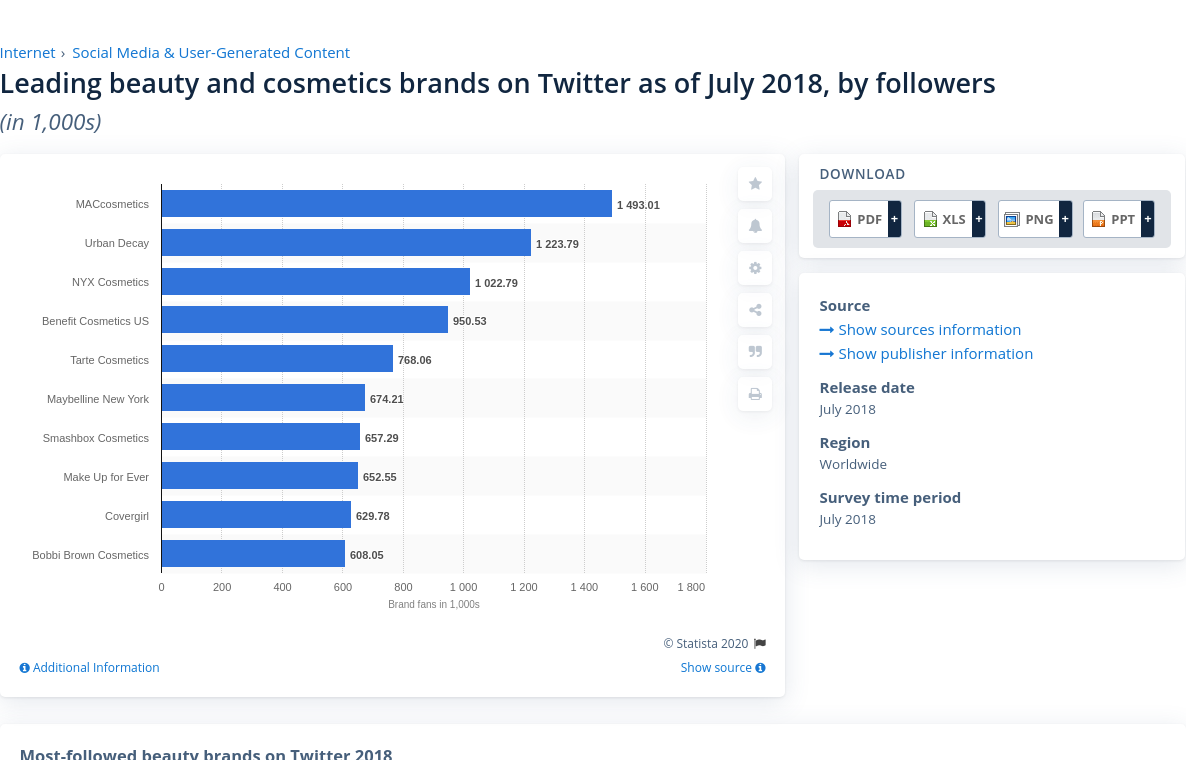 Internet › Social Media & User-Generated Content
Leading beauty and cosmetics brands on Twitter as of July 2018, by followers
(in 1,000s)
MACcosmetics 1 493.01
Urban Decay 1 223.79
NYX Cosmetics 1 022.79
Benefit Cosmetics US 950.53
Tarte Cosmetics 768.06
Maybelline New York 674.21
Smashbox Cosmetics 657.29
Make Up for Ever 652.55
Covergirl 629.78
Bobbi Brown Cosmetics 608.05
0 200 400 600 800 1 000 1 200 1 400 1 600 1 800
Brand fans in 1,000s
© Statista 2020
Additional Information
Show source
DOWNLOAD
PDF + XLS + PNG + PPT +
Source
Show sources information
Show publisher information
Release date
July 2018
Region
Worldwide
Survey time period
July 2018
Most-followed beauty brands on Twitter 2018